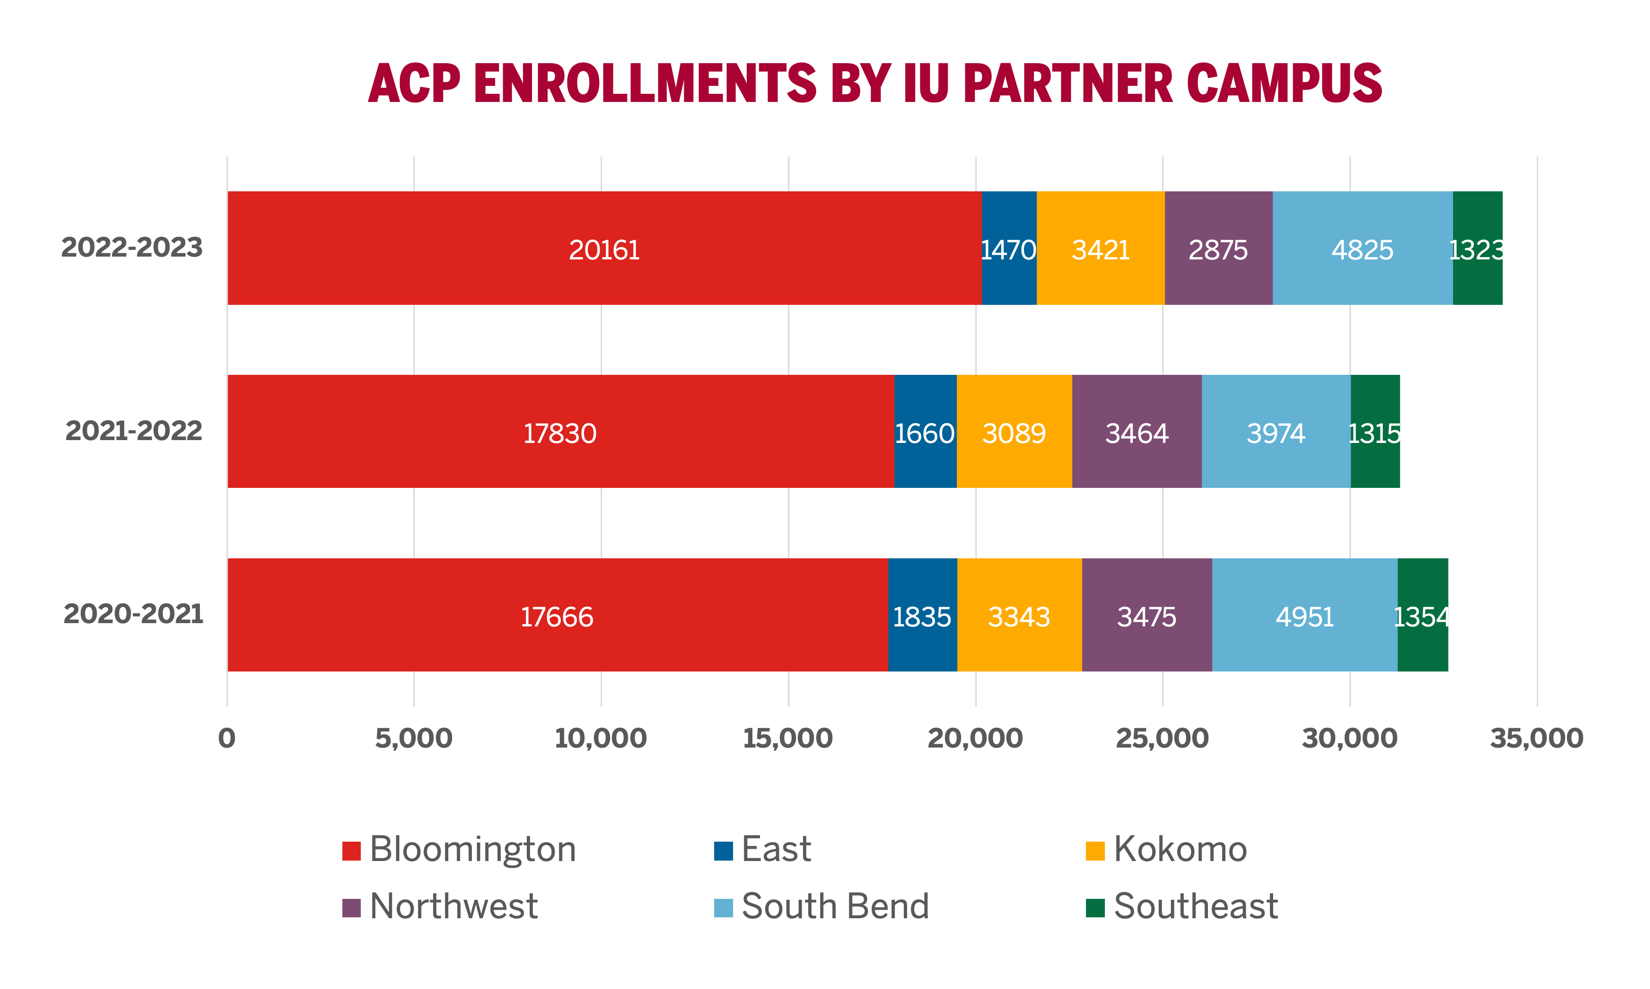 ACP ENROLLMENTS BY IU PARTNER CAMPUS
2022-2023
20161 1470 3421 2875 4825 1323
2021-2022
17830 1660 3089 3464 3974 1315
2020-2021
17666 1835 3343 3475 4951 1354
0 5,000 10,000 15,000 20,000 25,000 30,000 35,000
Bloomington East Kokomo
Northwest South Bend Southeast